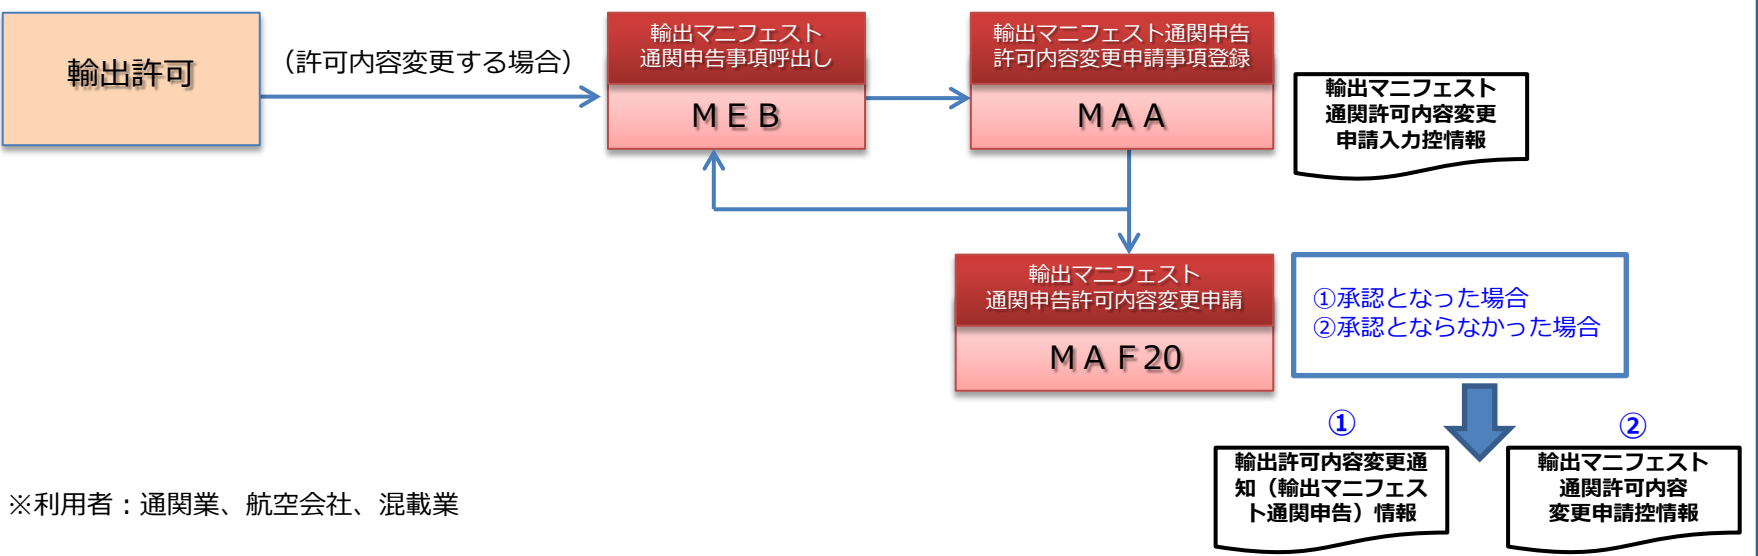 輸出許可
（許可内容変更する場合）
輸出マニフェスト
通関申告事項呼出し
ＭＥＢ
輸出マニフェスト通関申告
許可内容変更申請事項登録
ＭＡＡ
輸出マニフェスト
通関許可内容変更
申請入力控情報
輸出マニフェスト
通関申告許可内容変更申請
ＭＡＦ20
①承認となった場合
②承認とならなかった場合
①
②
輸出許可内容変更通
知（輸出マニフェス
ト通関申告）情報
輸出マニフェスト
通関許可内容
変更申請控情報
※利用者：通関業、航空会社、混載業